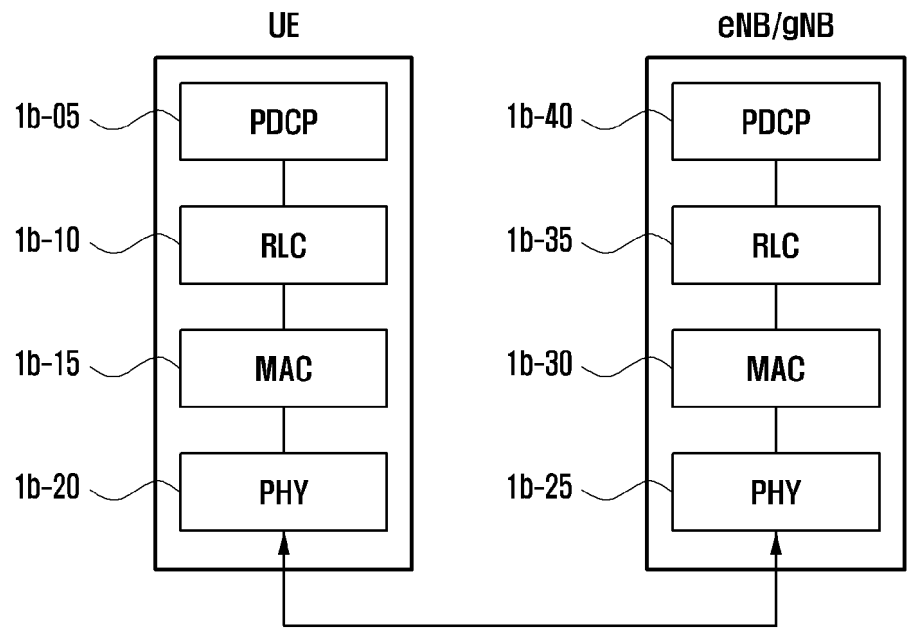 UE
eNB/gNB
1b-05
PDCP
1b-40
PDCP
1b-10
RLC
1b-35
RLC
1b-15
MAC
1b-30
MAC
1b-20
PHY
1b-25
PHY